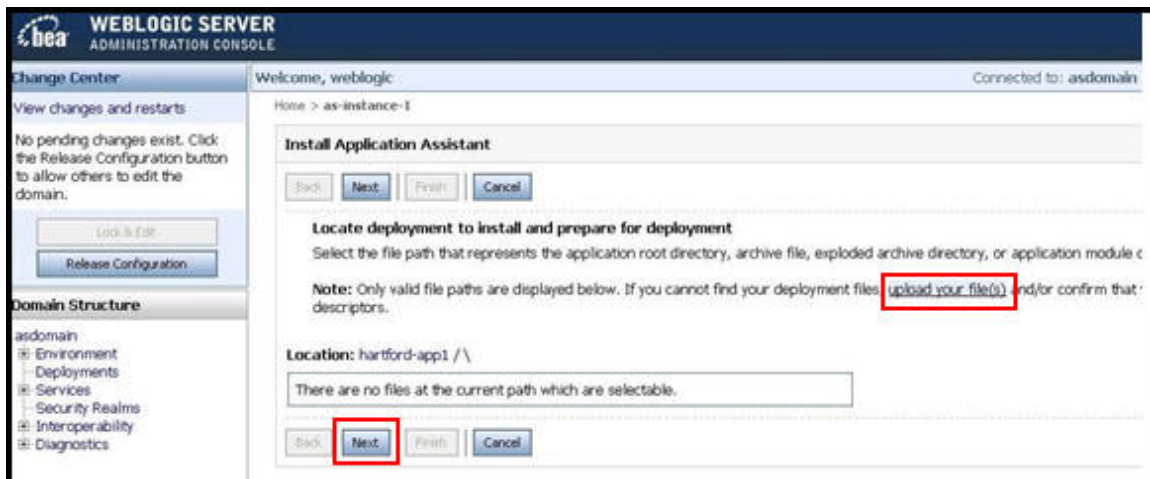 bea
WEBLOGIC SERVER
ADMINISTRATION CONSOLE
Change Center
View changes and restarts
No pending changes exist. Click
the Release Configuration button
to allow others to edit the
domain.
Lock & Edit
Release Configuration
Domain Structure
asdomain
Environment
Deployments
Services
Security Realms
Interoperability
Diagnostics
Welcome, weblogic
Connected to: asdomain
Home > as-instance-1
Install Application Assistant
Back Next Finish Cancel
Locate deployment to install and prepare for deployment
Select the file path that represents the application root directory, archive file, exploded archive directory, or application module
Note: Only valid file paths are displayed below. If you cannot find your deployment files, upload your file(s) and/or confirm that
descriptors.
Location: hartford-app1 / \
There are no files at the current path which are selectable.
Back Next Finish Cancel